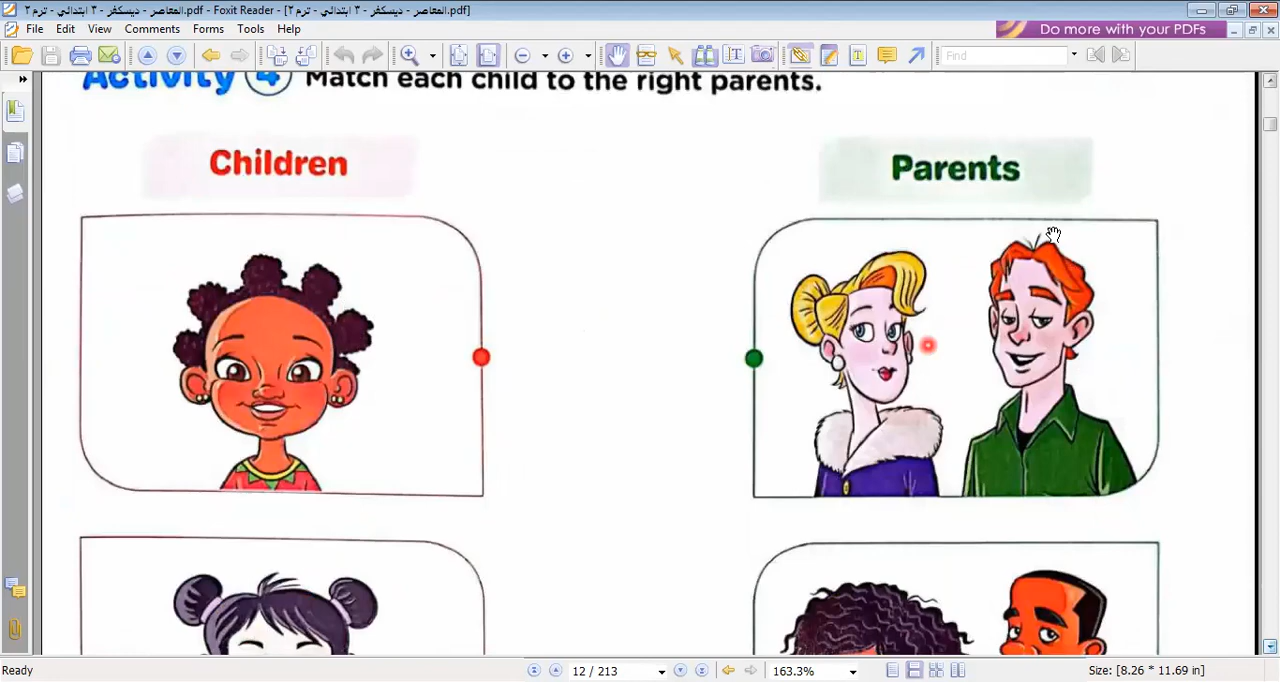 المعاصر - ديسكفر - ٣ ابتدائي - ترم ٢.pdf - Foxit Reader - [المعاصر - ديسكفر - ٣ ابتدائي - ترم ٢.pdf]
File Edit View Comments Forms Tools Help
Do more with your PDFs
Find
Activity 4 Match each child to the right parents.
Children
Parents
Ready
12 / 213
163.3%
Size: [8.26 * 11.69 in]